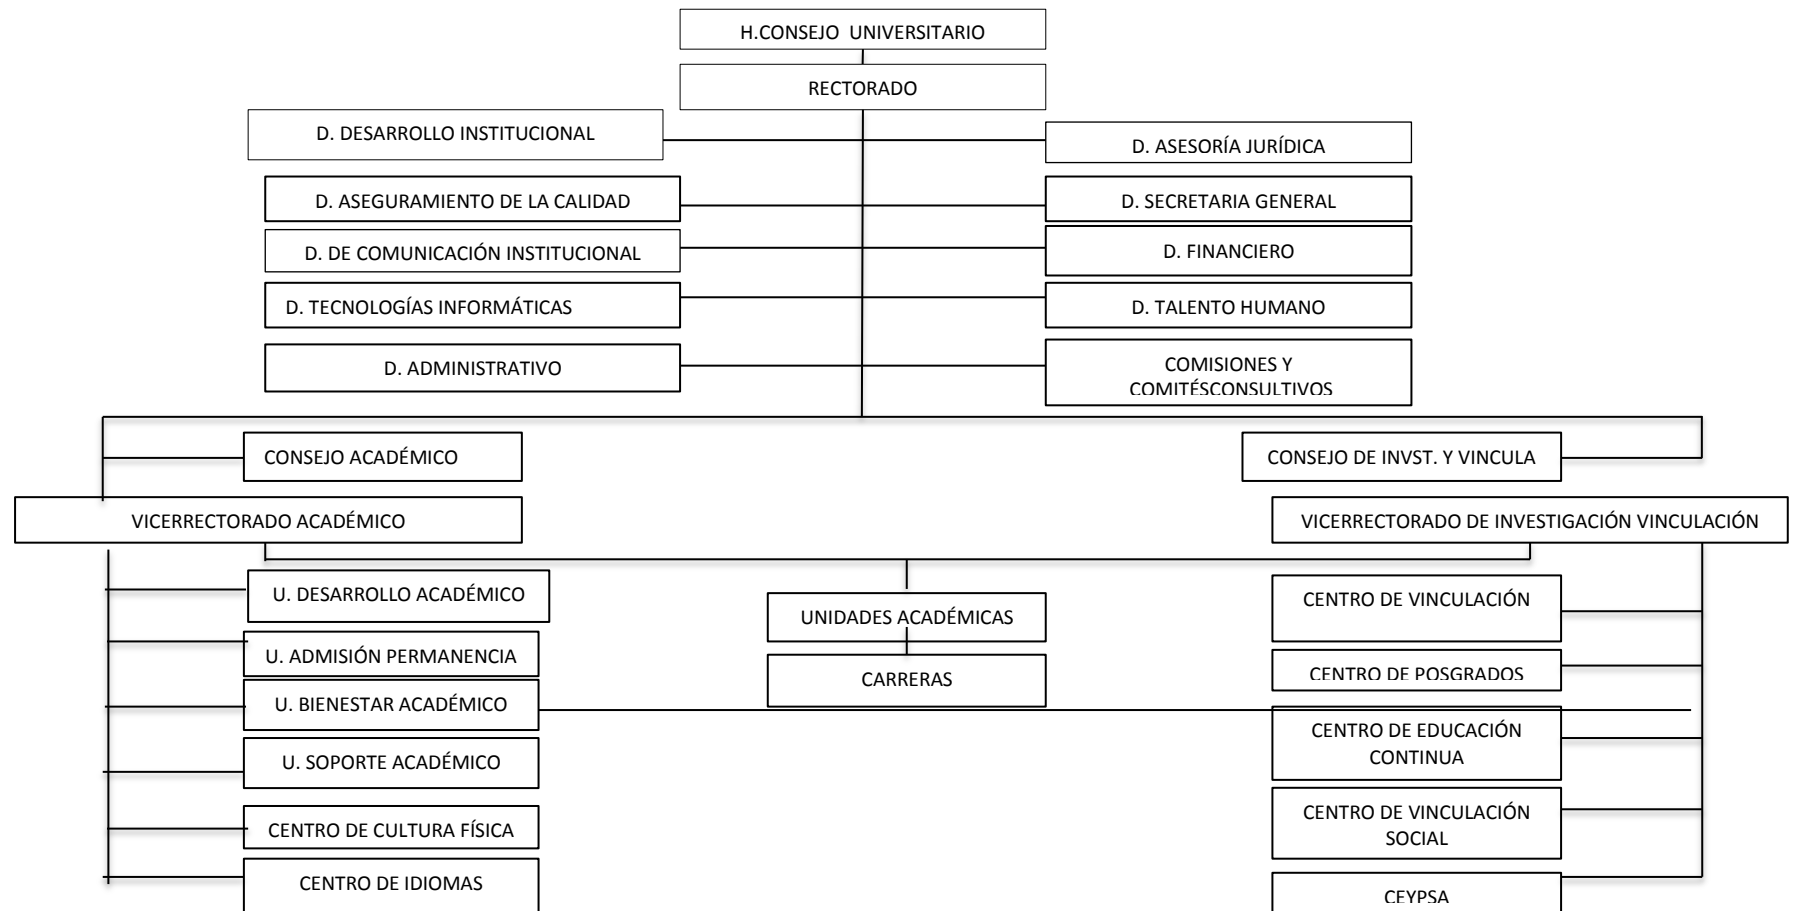 H.CONSEJO UNIVERSITARIO
RECTORADO
D. DESARROLLO INSTITUCIONAL
D. ASESORÍA JURÍDICA
D. ASEGURAMIENTO DE LA CALIDAD
D. SECRETARIA GENERAL
D. DE COMUNICACIÓN INSTITUCIONAL
D. FINANCIERO
D. TECNOLOGÍAS INFORMÁTICAS
D. TALENTO HUMANO
D. ADMINISTRATIVO
COMISIONES Y
COMITÉSCONSULTIVOS
CONSEJO ACADÉMICO
CONSEJO DE INVST. Y VINCULA
VICERRECTORADO ACADÉMICO
VICERRECTORADO DE INVESTIGACIÓN VINCULACIÓN
U. DESARROLLO ACADÉMICO
U. ADMISIÓN PERMANENCIA
U. BIENESTAR ACADÉMICO
U. SOPORTE ACADÉMICO
CENTRO DE CULTURA FÍSICA
CENTRO DE IDIOMAS
UNIDADES ACADÉMICAS
CARRERAS
CENTRO DE VINCULACIÓN
CENTRO DE POSGRADOS
CENTRO DE EDUCACIÓN
CONTINUA
CENTRO DE VINCULACIÓN
SOCIAL
CEYPSA